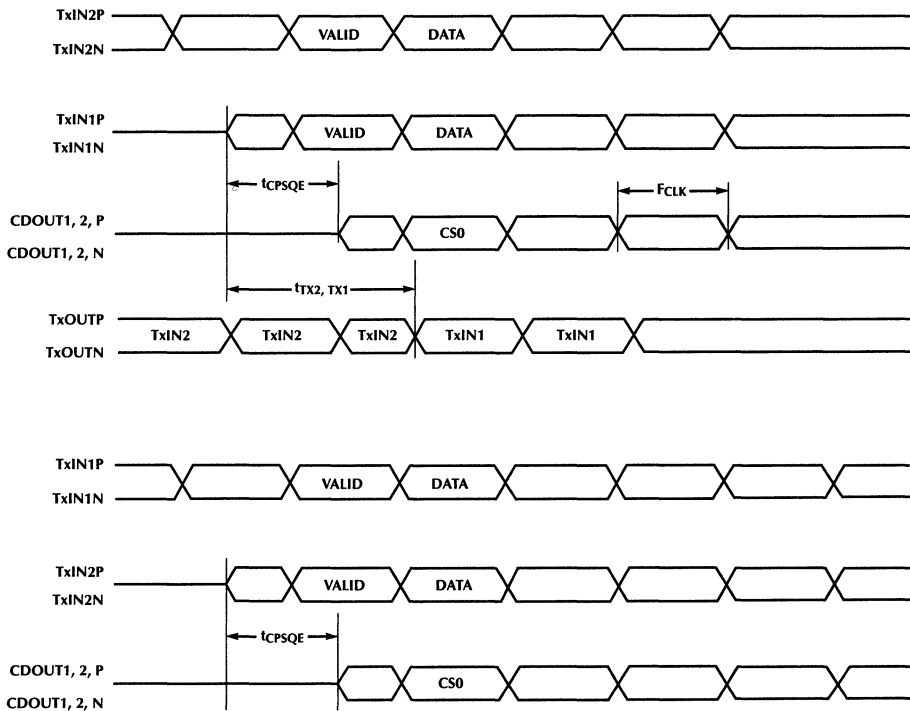 TxIN2P
VALID DATA
TxIN2N
TxIN1P
VALID DATA
TxIN1N
tCPSQE
FCLK
CDOUT1, 2, P
CS0
CDOUT1, 2, N
tTX2, TX1
TxOUTP
TxIN2 TxIN2 TxIN2 TxIN1 TxIN1
TxOUTN
TxIN1P
VALID DATA
TxIN1N
TxIN2P
VALID DATA
TxIN2N
tCPSQE
CDOUT1, 2, P
CS0
CDOUT1, 2, N